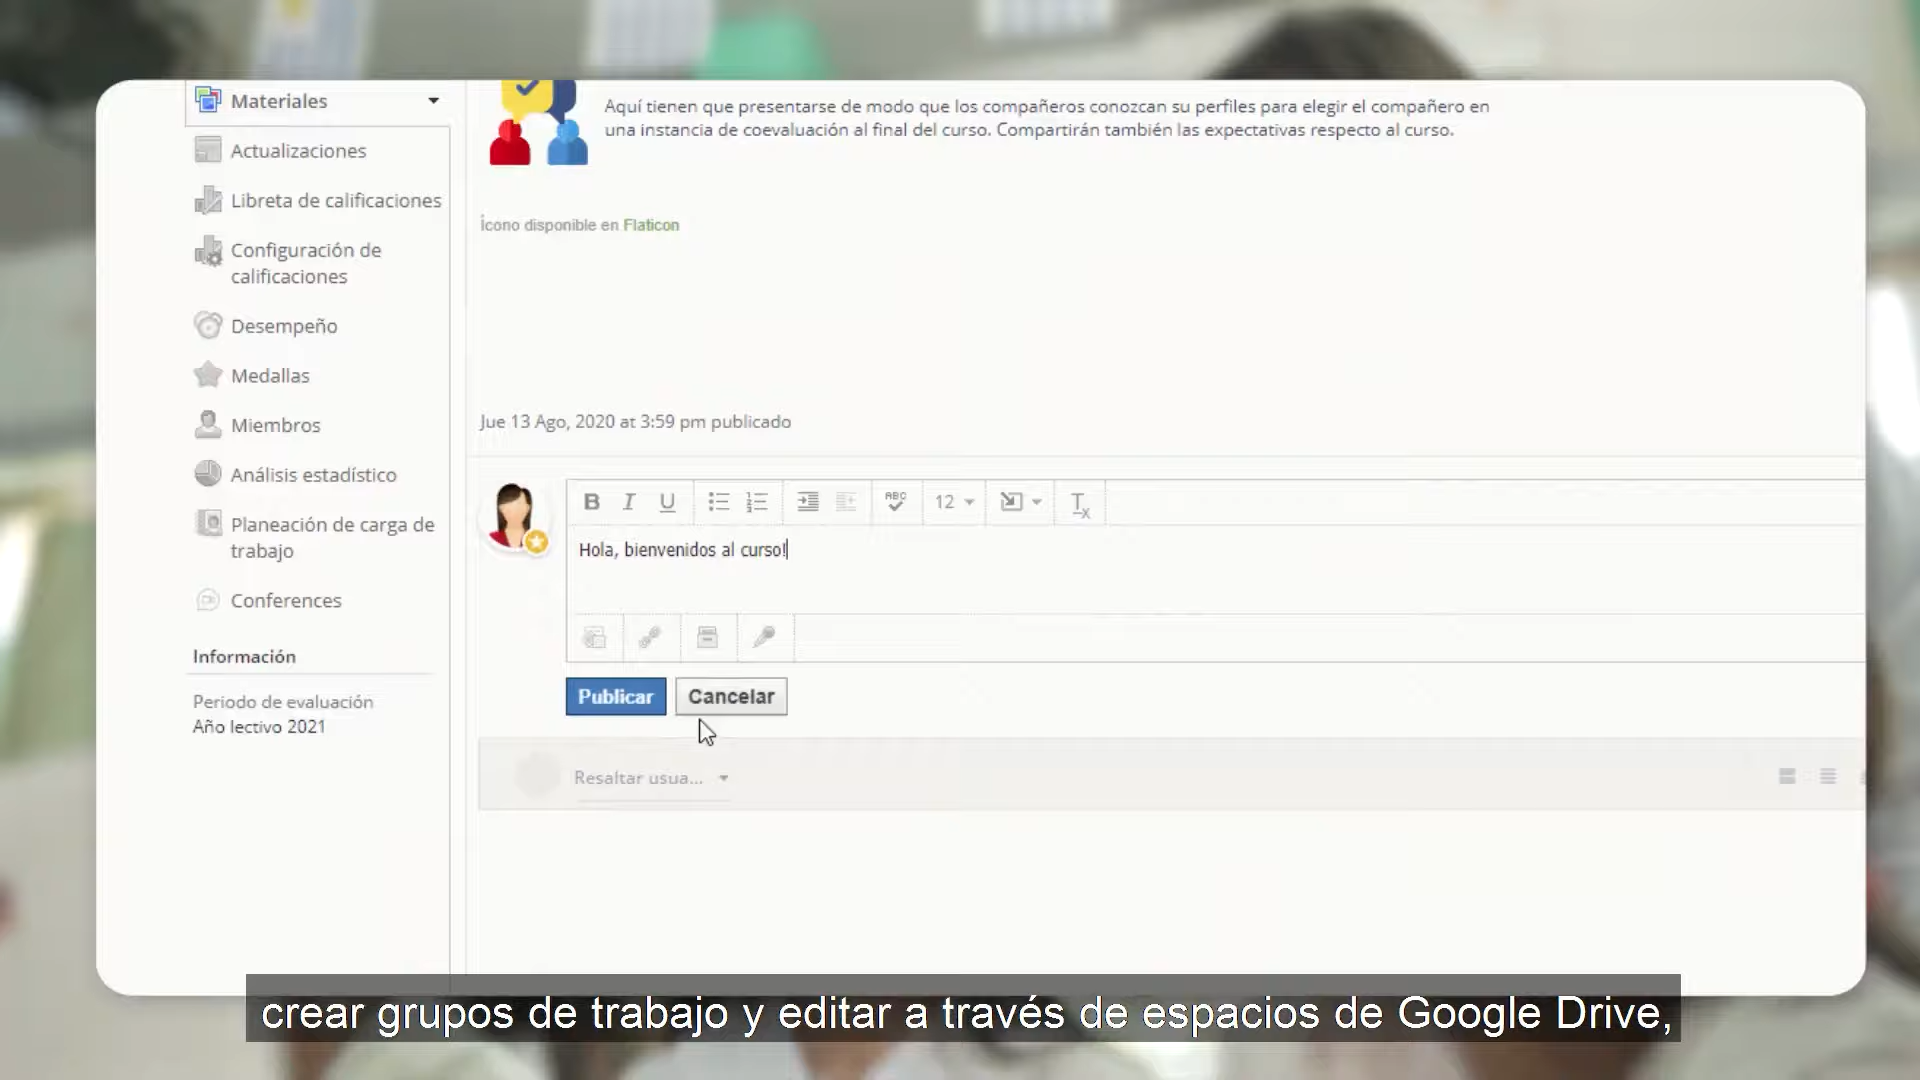 Materiales
Actualizaciones
Libreta de calificaciones
Configuración de
calificaciones
Desempeño
Medallas
Miembros
Análisis estadístico
Planeación de carga de
trabajo
Conferences
Información
Periodo de evaluación
Año lectivo 2021
Aquí tienen que presentarse de modo que los compañeros conozcan su perfiles para elegir el compañero en
una instancia de coevaluación al final del curso. Compartirán también las expectativas respecto al curso.
Ícono disponible en Flaticon
Jue 13 Ago, 2020 at 3:59 pm publicado
B I U ABC 12 Tx
Hola, bienvenidos al curso!
Publicar Cancelar
Resaltar usua...
crear grupos de trabajo y editar a través de espacios de Google Drive,